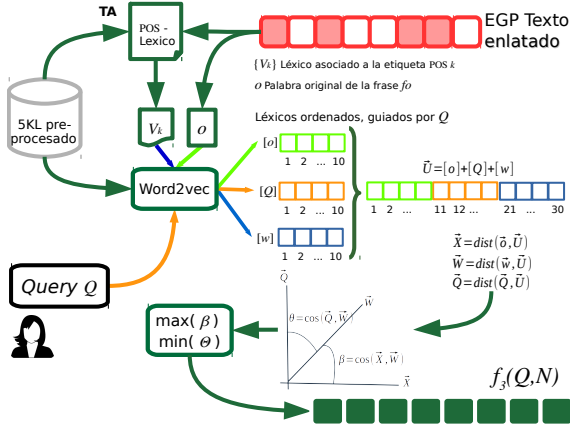 TA
POS -
Lexico
EGP Texto
enlatado
{Vk} Léxico asociado a la etiqueta POS k
o Palabra original de la frase fo
5KL pre-
procesado
Vk
o
Léxicos ordenados, guiados por Q
[o]
1 2 ... 10
Word2vec
[Q]
1 2 ... 10
[w]
1 2 ... 10
U⃗=[o]+[Q]+[w]
1 2 ... 11 12 ... 21 ... 30
X⃗=dist(o⃗,U⃗)
W⃗=dist(w⃗,U⃗)
Q⃗=dist(Q⃗,U⃗)
Query Q
max( β)
min( Θ)
Q⃗
W⃗
θ=cos(Q⃗,W⃗)
β=cos(X⃗,W⃗)
X⃗
f3(Q,N)